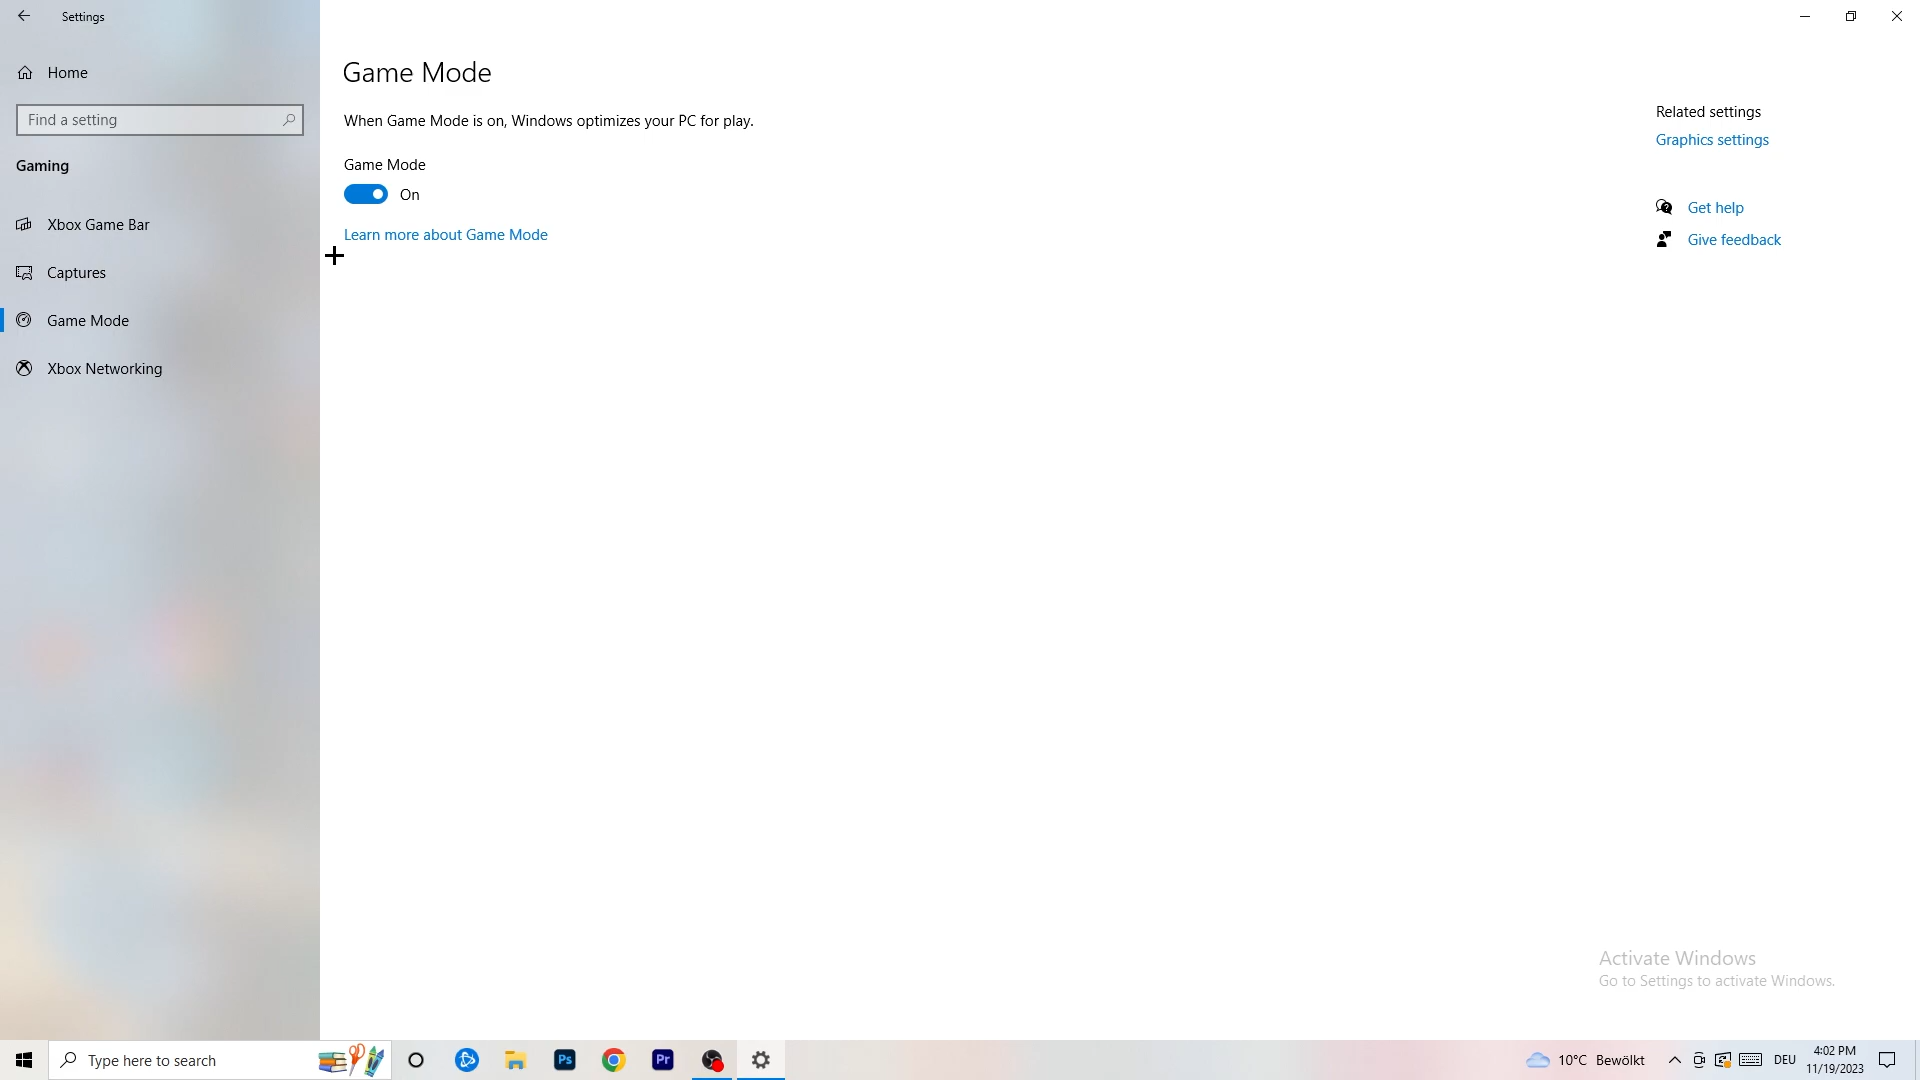 Settings
Home
Find a setting
Gaming
Xbox Game Bar
Captures
Game Mode
Xbox Networking
Game Mode
When Game Mode is on, Windows optimizes your PC for play.
Game Mode
On
Learn more about Game Mode
Related settings
Graphics settings
Get help
Give feedback
Activate Windows
Go to Settings to activate Windows.
Type here to search
Ps
Pr
10°C Bewölkt
DEU
4:02 PM
11/19/2023